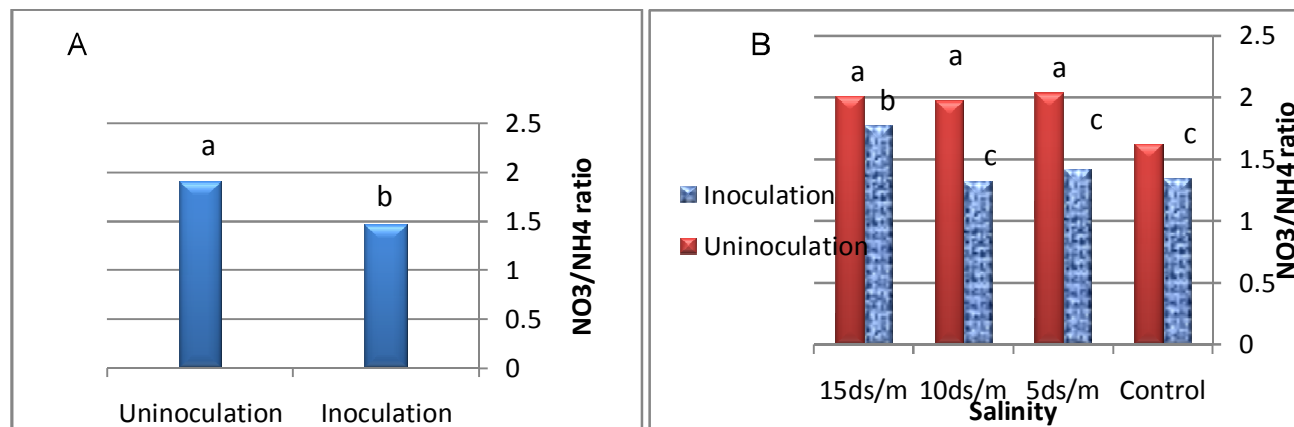 A
a
b
2.5
2
1.5
1
0.5
0
NO3/NH4 ratio
Uninoculation
Inoculation
B
a
b
a
c
a
c
c
Inoculation
Uninoculation
2.5
2
1.5
1
0.5
0
NO3/NH4 ratio
15ds/m 10ds/m 5ds/m Control
Salinity